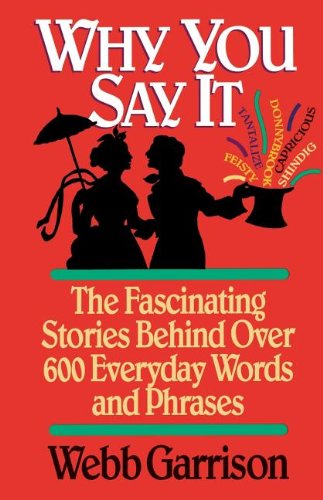 WHY YOU
SAY IT
FEISTY
TANTALIZE
DONNYBROOK
CAPRICIOUS
SHINDIG
The Fascinating
Stories Behind Over
600 Everyday Words
and Phrases
Webb Garrison